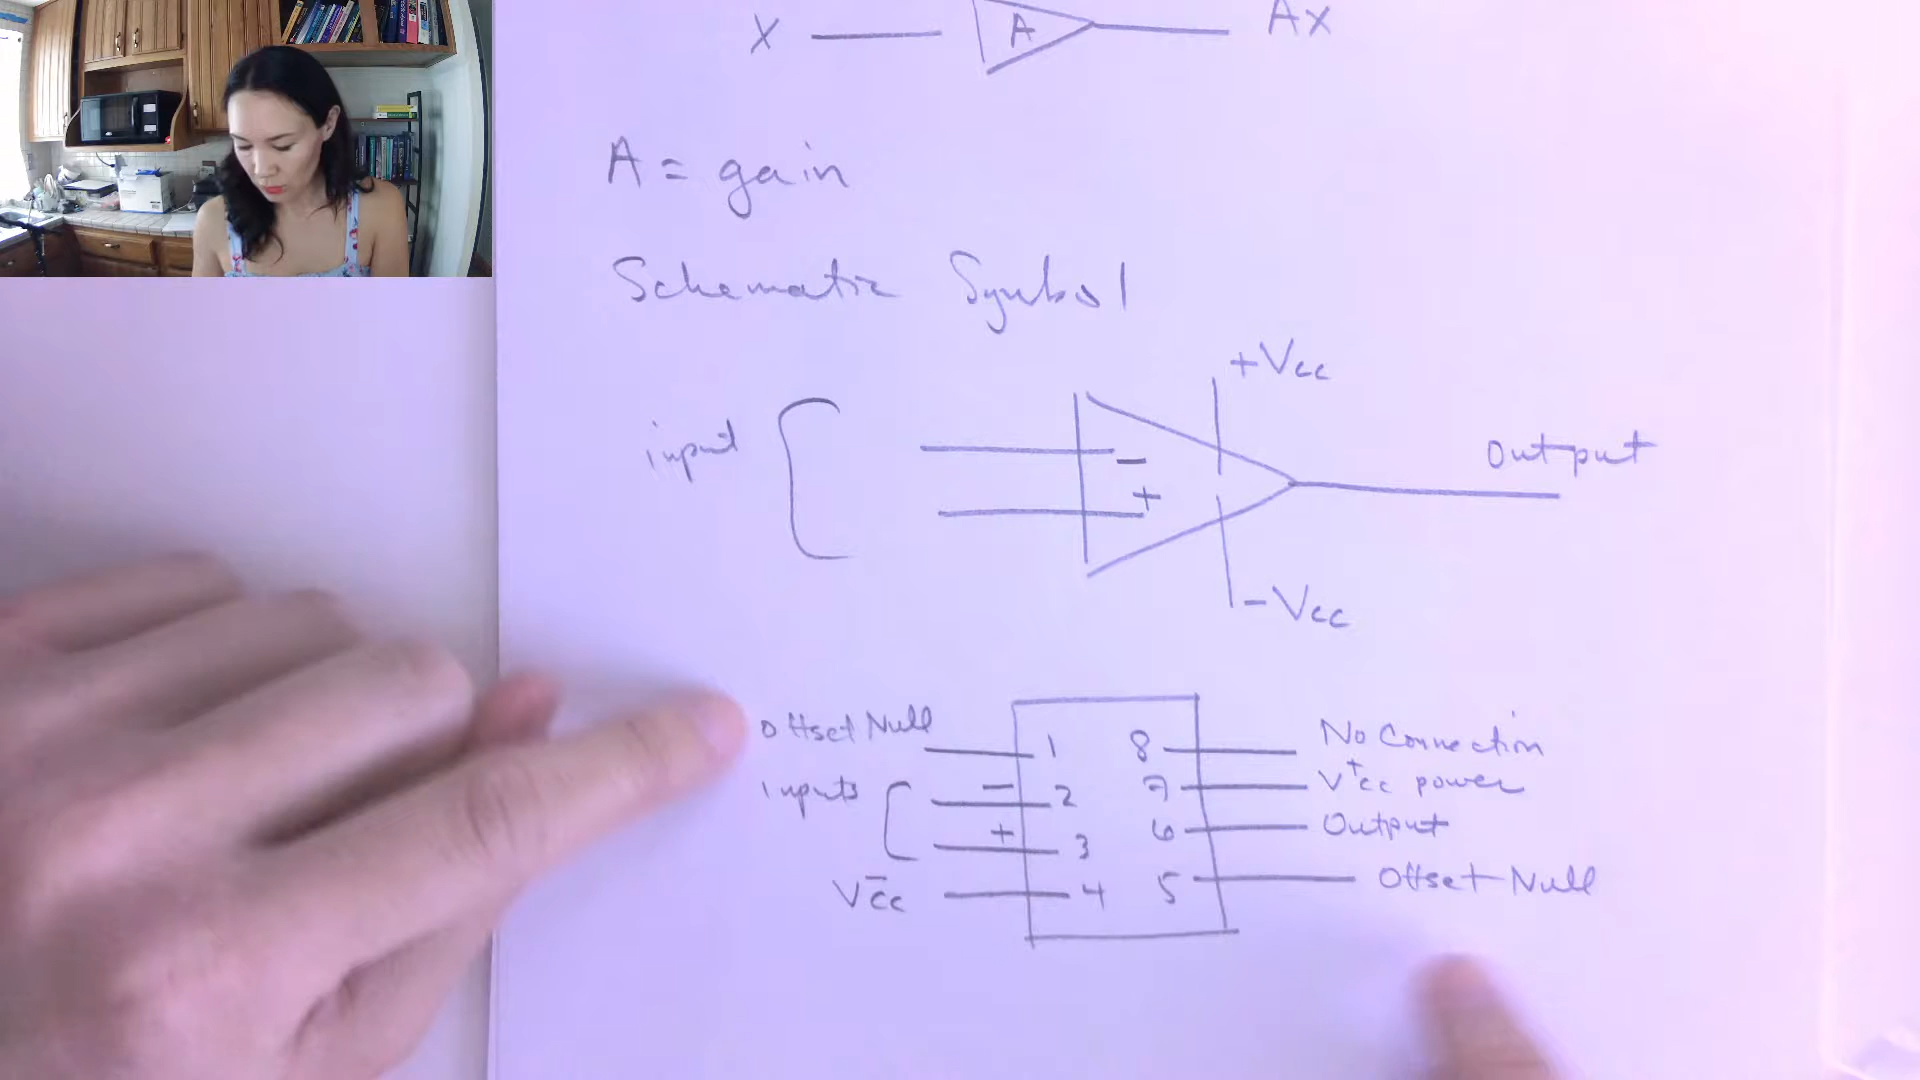 X A AX
A = gain
Schematic Symbol
+Vcc
input - + Output
-Vcc
Offset Null 1 8 No Connection
Inputs - 2 7 V+cc power
+ 3 6 Output
V-cc 4 5 Offset Null